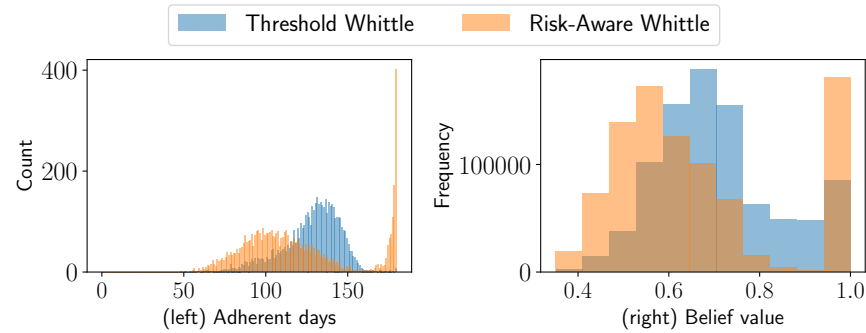 Threshold Whittle
Risk-Aware Whittle
Count
400
200
0
0
50
100
150
(left) Adherent days
Frequency
100000
0
0.4
0.6
0.8
1.0
(right) Belief value